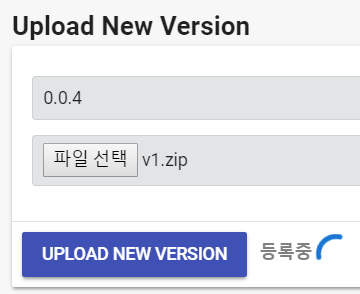 Upload New Version
0.0.4
파일 선택 v1.zip
UPLOAD NEW VERSION 등록중